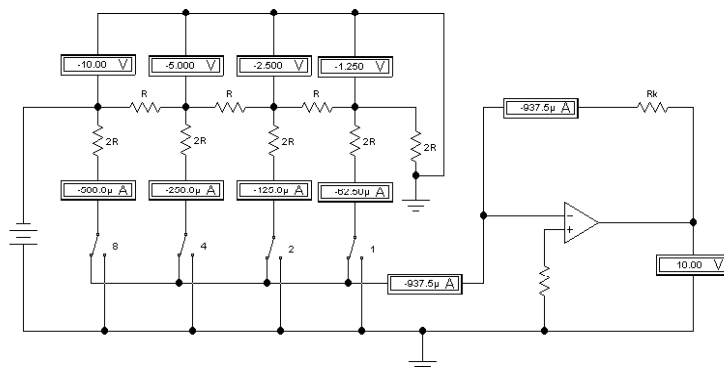 -10.00 V
-5.000 V
-2.500 V
-1.250 V
R
R
R
2R
2R
2R
2R
2R
-500.0µ A
-250.0µ A
-125.0µ A
-62.50µ A
8
4
2
1
-937.5µ A
-937.5µ A
Rk
−
+
10.00 V